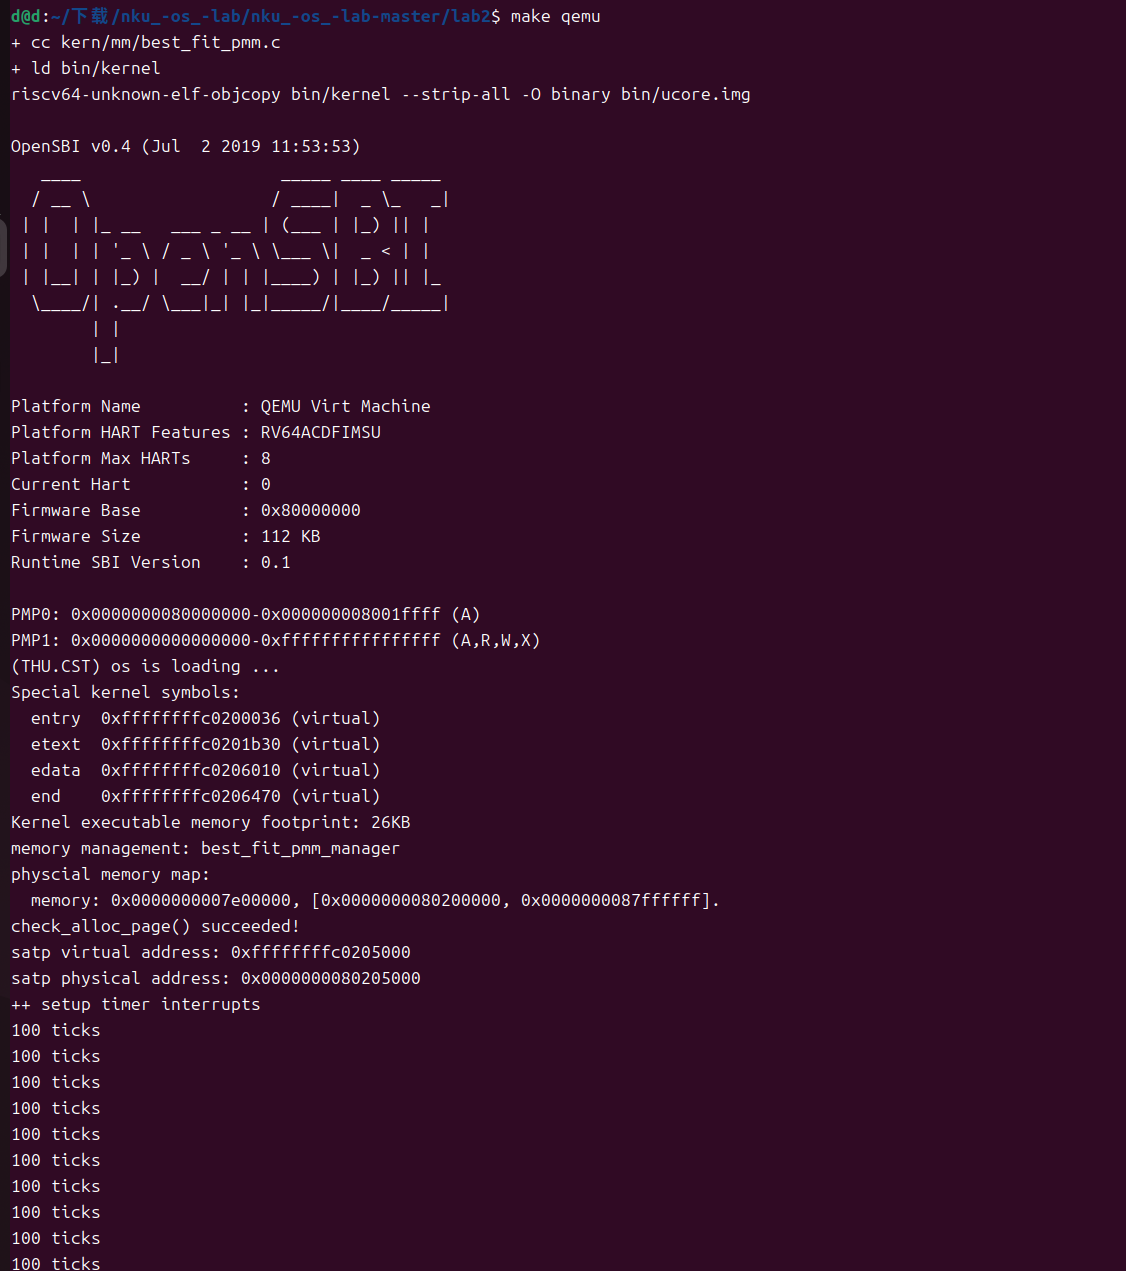 d@d:~/下载/nku_-os_-lab/nku_-os_-lab-master/lab2$ make qemu
+ cc kern/mm/best_fit_pmm.c
+ ld bin/kernel
riscv64-unknown-elf-objcopy bin/kernel --strip-all -O binary bin/ucore.img

OpenSBI v0.4 (Jul  2 2019 11:53:53)
   ____                    _____ ____ _____
  / __ \                  / ____|  _ \_   _|
 | |  | |_ __   ___ _ __ | (___ | |_) || |
 | |  | | '_ \ / _ \ '_ \ \___ \|  _ < | |
 | |__| | |_) |  __/ | | |____) | |_) || |_
  \____/| .__/ \___|_| |_|_____/|____/_____|
        | |
        |_|

Platform Name          : QEMU Virt Machine
Platform HART Features : RV64ACDFIMSU
Platform Max HARTs     : 8
Current Hart           : 0
Firmware Base          : 0x80000000
Firmware Size          : 112 KB
Runtime SBI Version    : 0.1

PMP0: 0x0000000080000000-0x000000008001ffff (A)
PMP1: 0x0000000000000000-0xffffffffffffffff (A,R,W,X)
(THU.CST) os is loading ...
Special kernel symbols:
  entry  0xffffffffc0200036 (virtual)
  etext  0xffffffffc0201b30 (virtual)
  edata  0xffffffffc0206010 (virtual)
  end    0xffffffffc0206470 (virtual)
Kernel executable memory footprint: 26KB
memory management: best_fit_pmm_manager
physcial memory map:
  memory: 0x0000000007e00000, [0x0000000080200000, 0x0000000087ffffff].
check_alloc_page() succeeded!
satp virtual address: 0xffffffffc0205000
satp physical address: 0x0000000080205000
++ setup timer interrupts
100 ticks
100 ticks
100 ticks
100 ticks
100 ticks
100 ticks
100 ticks
100 ticks
100 ticks
100 ticks